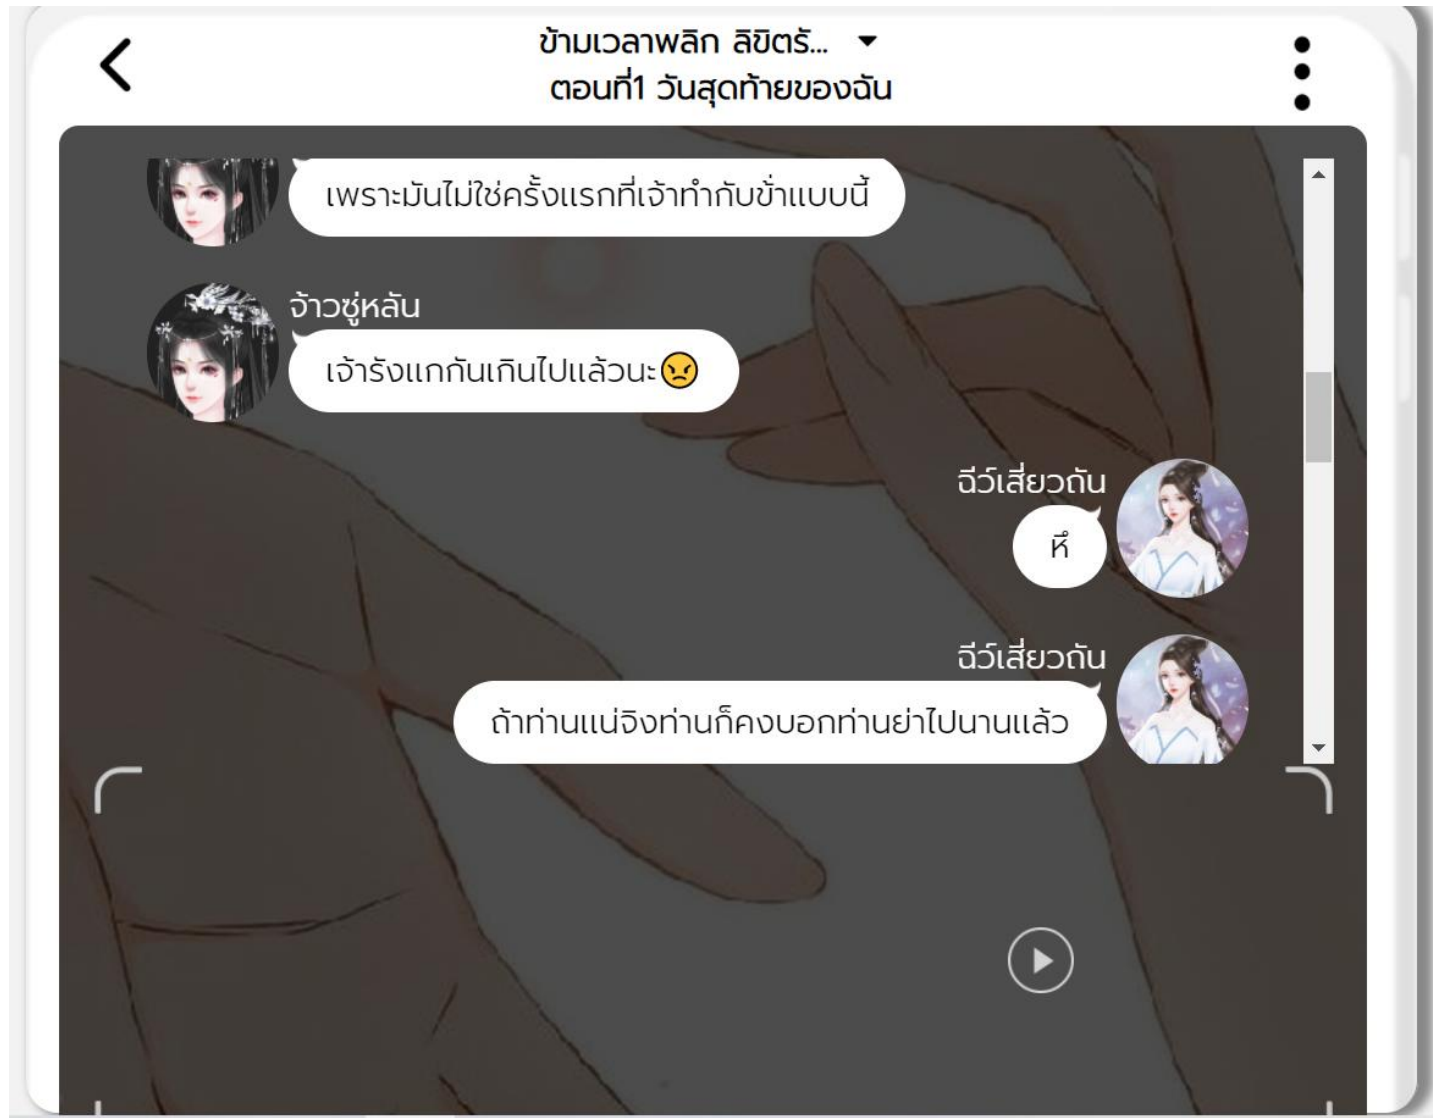 ข้ามเวลาพลิก ลิขิตรั...
ตอนที่1 วันสุดท้ายของฉัน
เพราะมันไม่ใช่ครั้งแรกที่เจ้าทำกับข้่าแบบนี้
จ้าวซู่หลัน
เจ้ารังแกกันเกินไปแล้วนะ😠
ฉีว์เสี่ยวถัน
หึ
ฉีว์เสี่ยวถัน
ถ้าท่านแน่จิงท่านก็คงบอกท่านย่าไปนานแล้ว